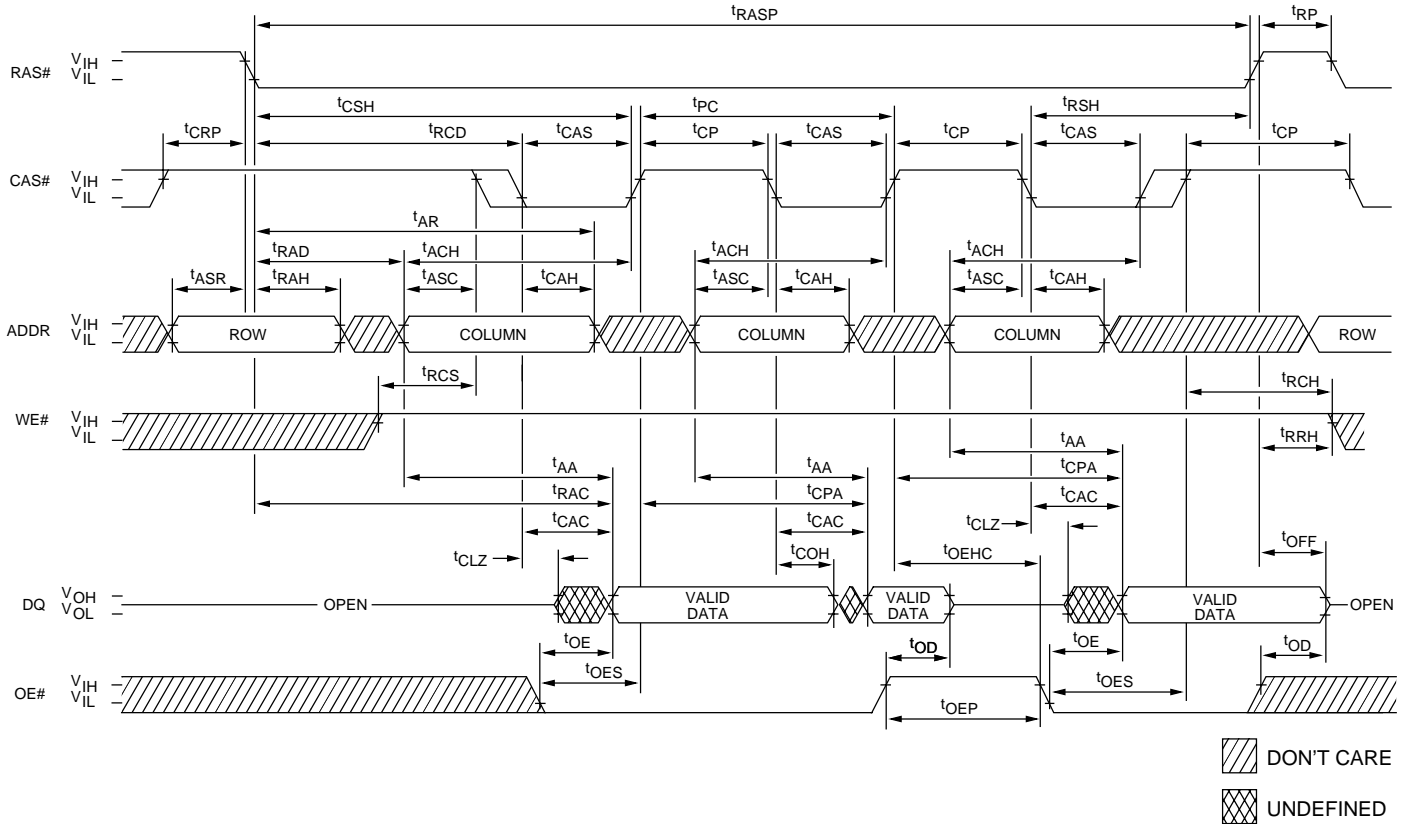 tRASP tRP
RAS# VIH
VIL
tCSH tPC tRSH
tCRP tRCD tCAS tCP tCAS tCP tCAS tCP
CAS# VIH
VIL
tAR
tRAD tACH tACH tACH
tASR tRAH tASC tCAH tASC tCAH tASC tCAH
ADDR VIH
VIL
ROW COLUMN COLUMN COLUMN ROW
tRCS tRCH
WE# VIH
VIL
tRRH
tAA tAA tAA
tRAC tCPA tCPA
tCAC tCAC tCAC
tCLZ tCOH tOEHC tCLZ tOFF
DQ VOH
VOL
OPEN VALID DATA VALID DATA VALID DATA OPEN
tOE tOD tOE tOD
tOES tOES
OE# VIH
VIL
tOEP
DON'T CARE
UNDEFINED